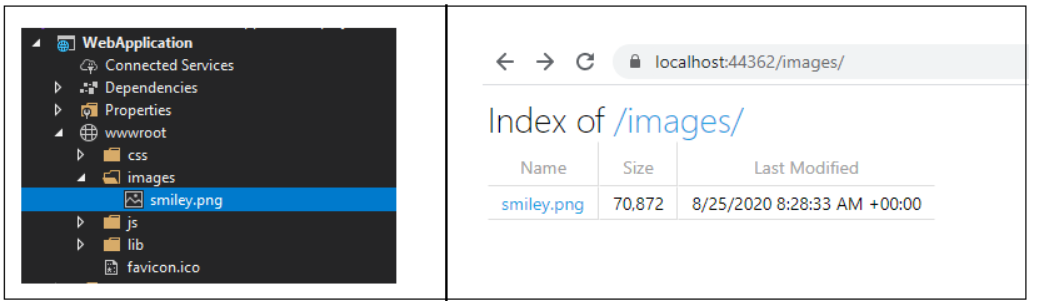 WebApplication
Connected Services
Dependencies
Properties
wwwroot
css
images
smiley.png
js
lib
favicon.ico
localhost:44362/images/
Index of /images/
Name Size Last Modified
smiley.png 70,872 8/25/2020 8:28:33 AM +00:00